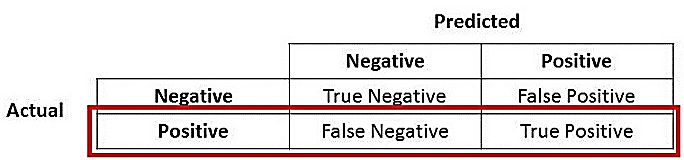 Predicted
Negative Positive
Actual
Negative True Negative False Positive
Positive False Negative True Positive